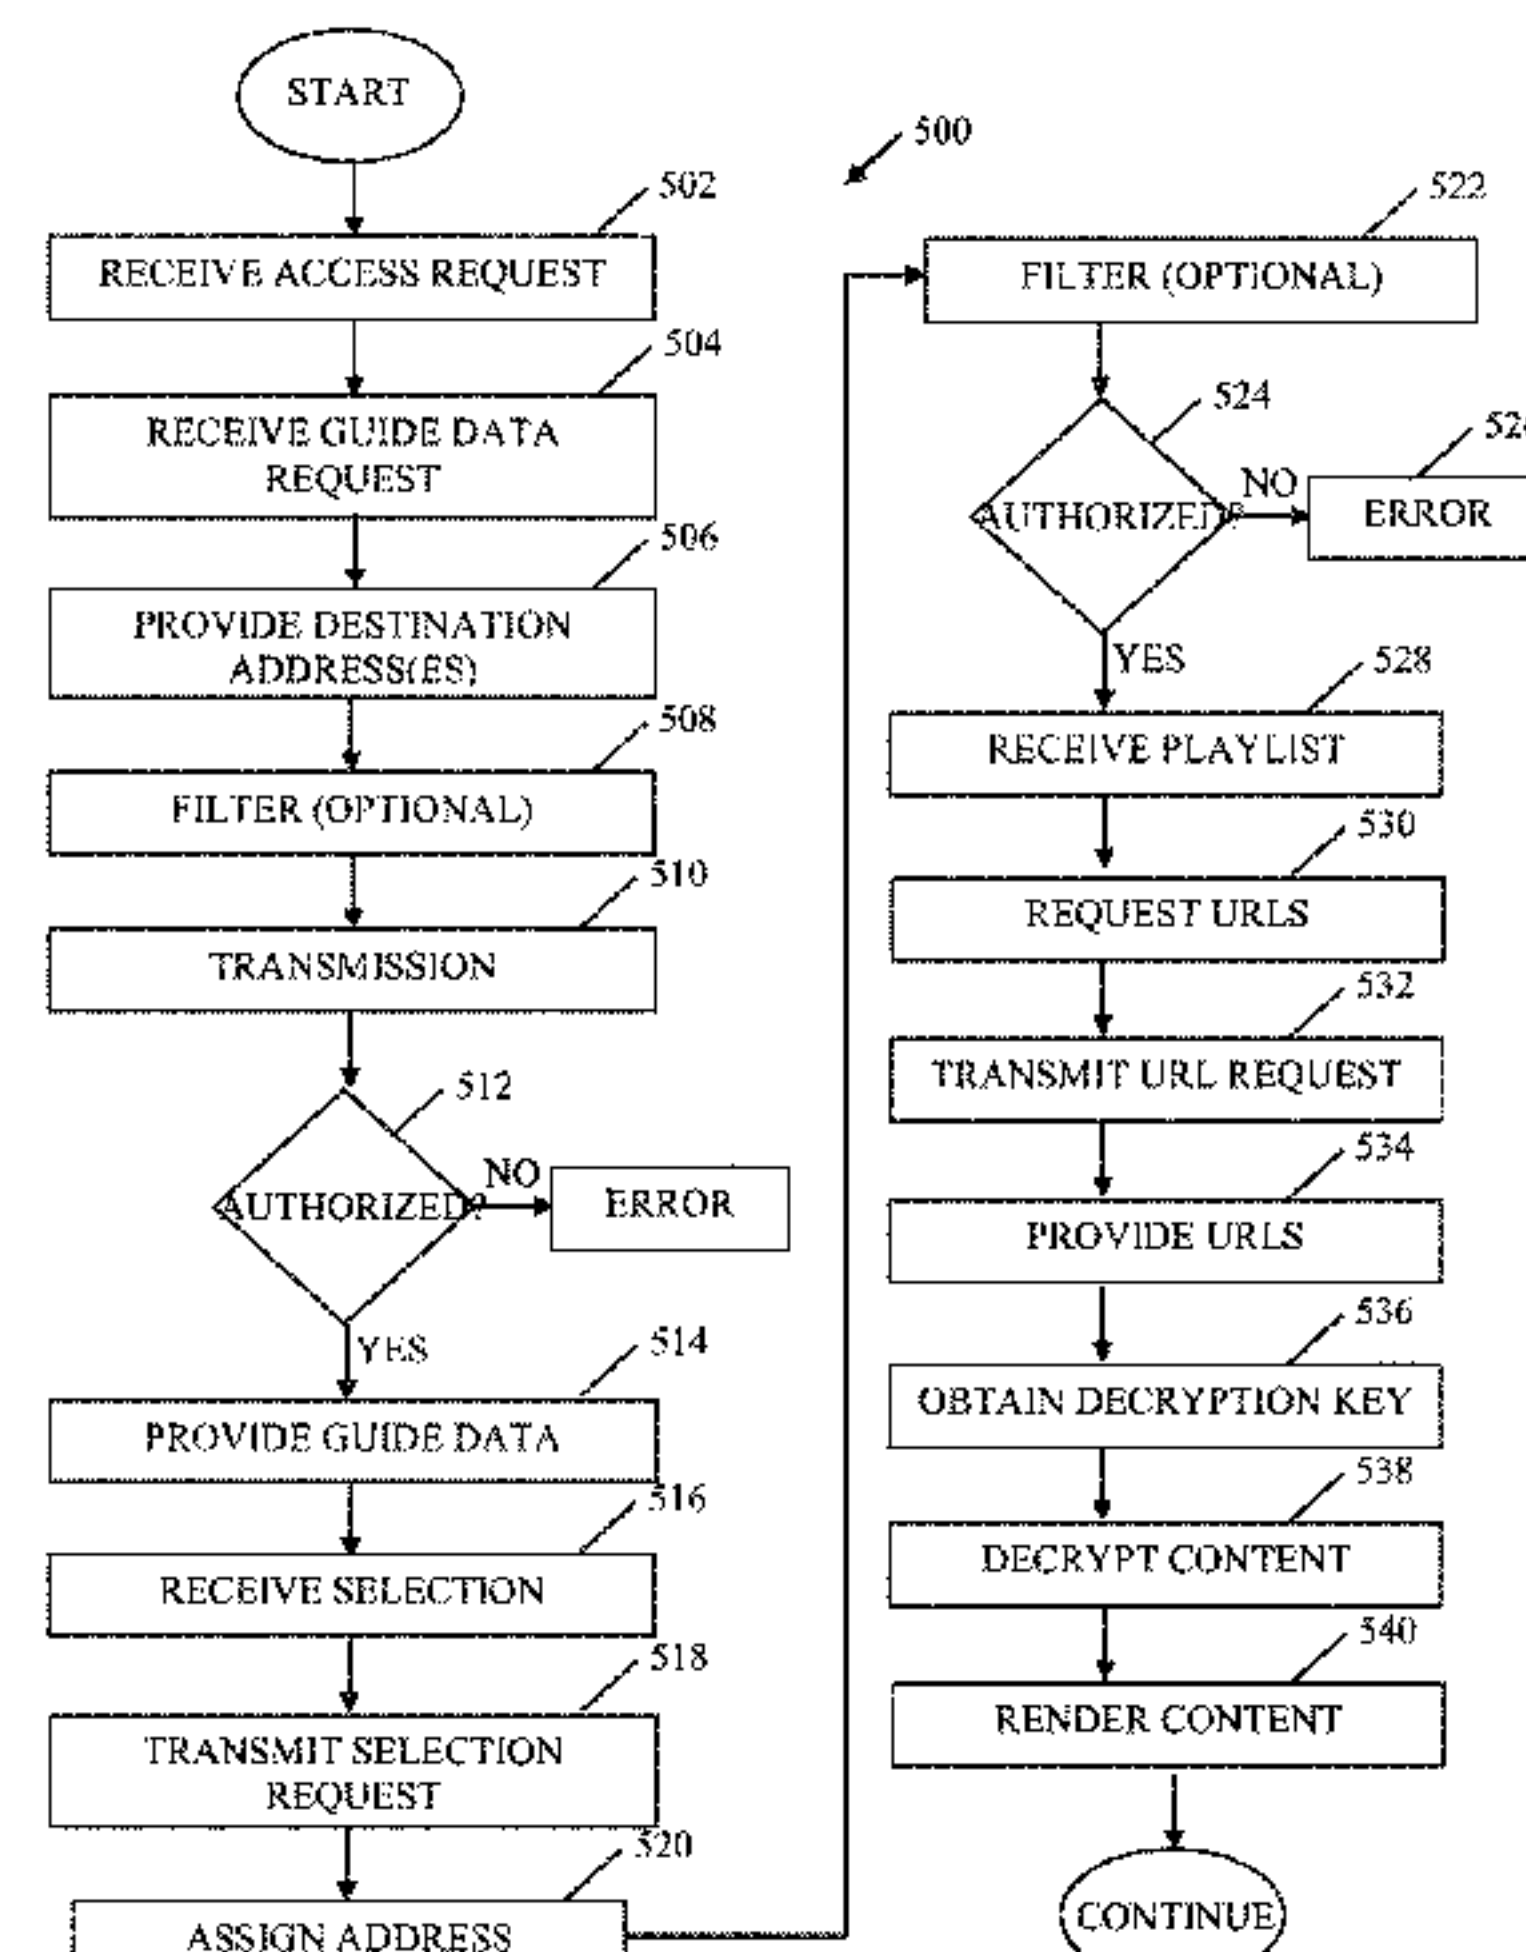 START
500
502
RECEIVE ACCESS REQUEST
504
RECEIVE GUIDE DATA
REQUEST
506
PROVIDE DESTINATION
ADDRESS(ES)
508
FILTER (OPTIONAL)
510
TRANSMISSION
512
AUTHORIZED?
NO
ERROR
YES
514
PROVIDE GUIDE DATA
516
RECEIVE SELECTION
518
TRANSMIT SELECTION
REQUEST
520
ASSIGN ADDRESS
522
FILTER (OPTIONAL)
524
AUTHORIZED?
NO
ERROR
YES
528
RECEIVE PLAYLIST
530
REQUEST URLS
532
TRANSMIT URL REQUEST
534
PROVIDE URLS
536
OBTAIN DECRYPTION KEY
538
DECRYPT CONTENT
540
RENDER CONTENT
CONTINUE